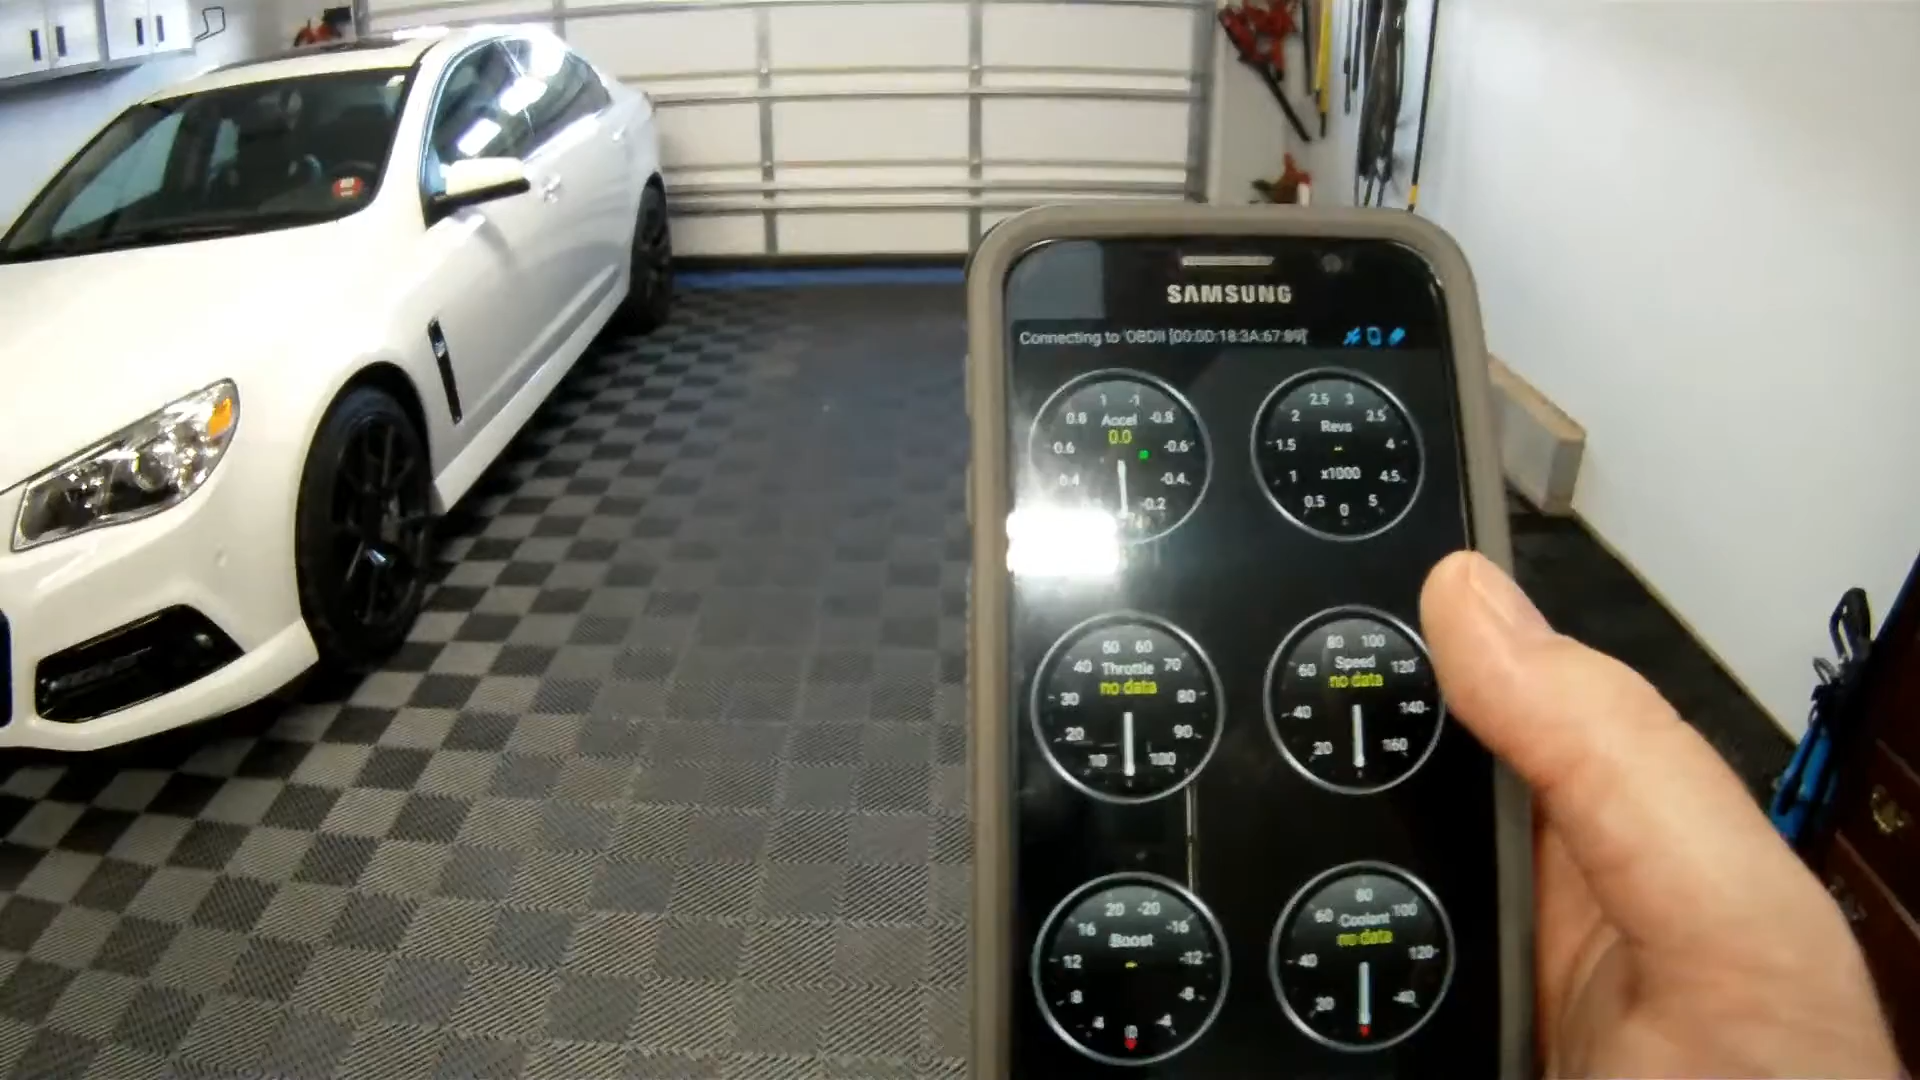 SAMSUNG
Connecting to 'OBDII [00:0D:18:3A:67:89]'
1 -1
0.8 Accel -0.8
0.0
0.6 -0.6
0.4 -0.4
-0.2
2.5 3
2 3.5
Revs
1.5 4
1 x1000 4.5
0.5 0 5
50 60
40 Throttle 70
no data
30 80
20 90
10 100
80 100
60 Speed 120
no data
40 140
20 160
20 -20
16 -16
Boost
12 -12
8 -8
4 0 -4
80
60 Coolant 100
no data
40 120
20 -40